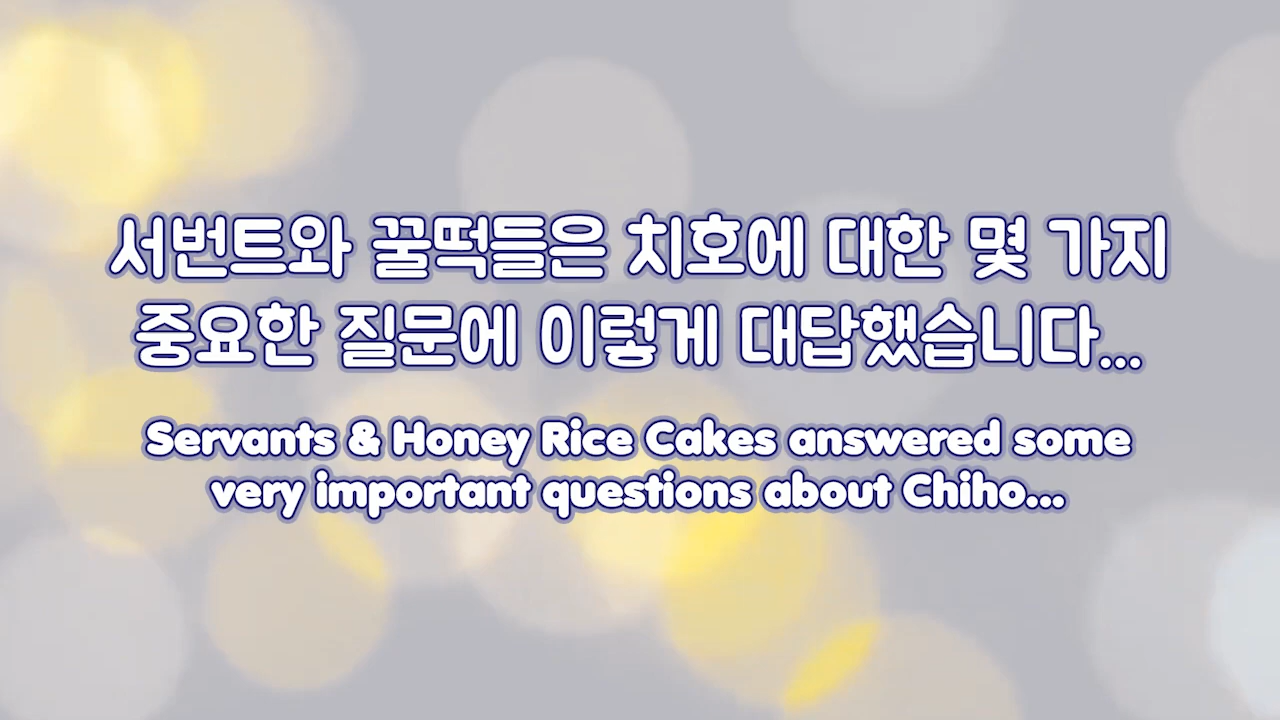 서번트와 꿀떡들은 치호에 대한 몇 가지
중요한 질문에 이렇게 대답했습니다...
Servants & Honey Rice Cakes answered some
very important questions about Chiho...